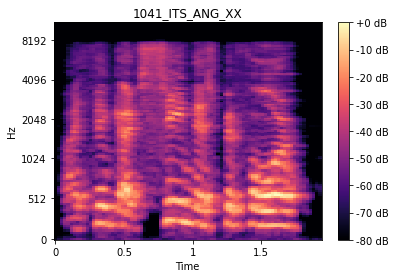 1041_ITS_ANG_XX
Hz
8192
4096
2048
1024
512
0
0
0.5
1
1.5
Time
+0 dB
-10 dB
-20 dB
-30 dB
-40 dB
-50 dB
-60 dB
-70 dB
-80 dB